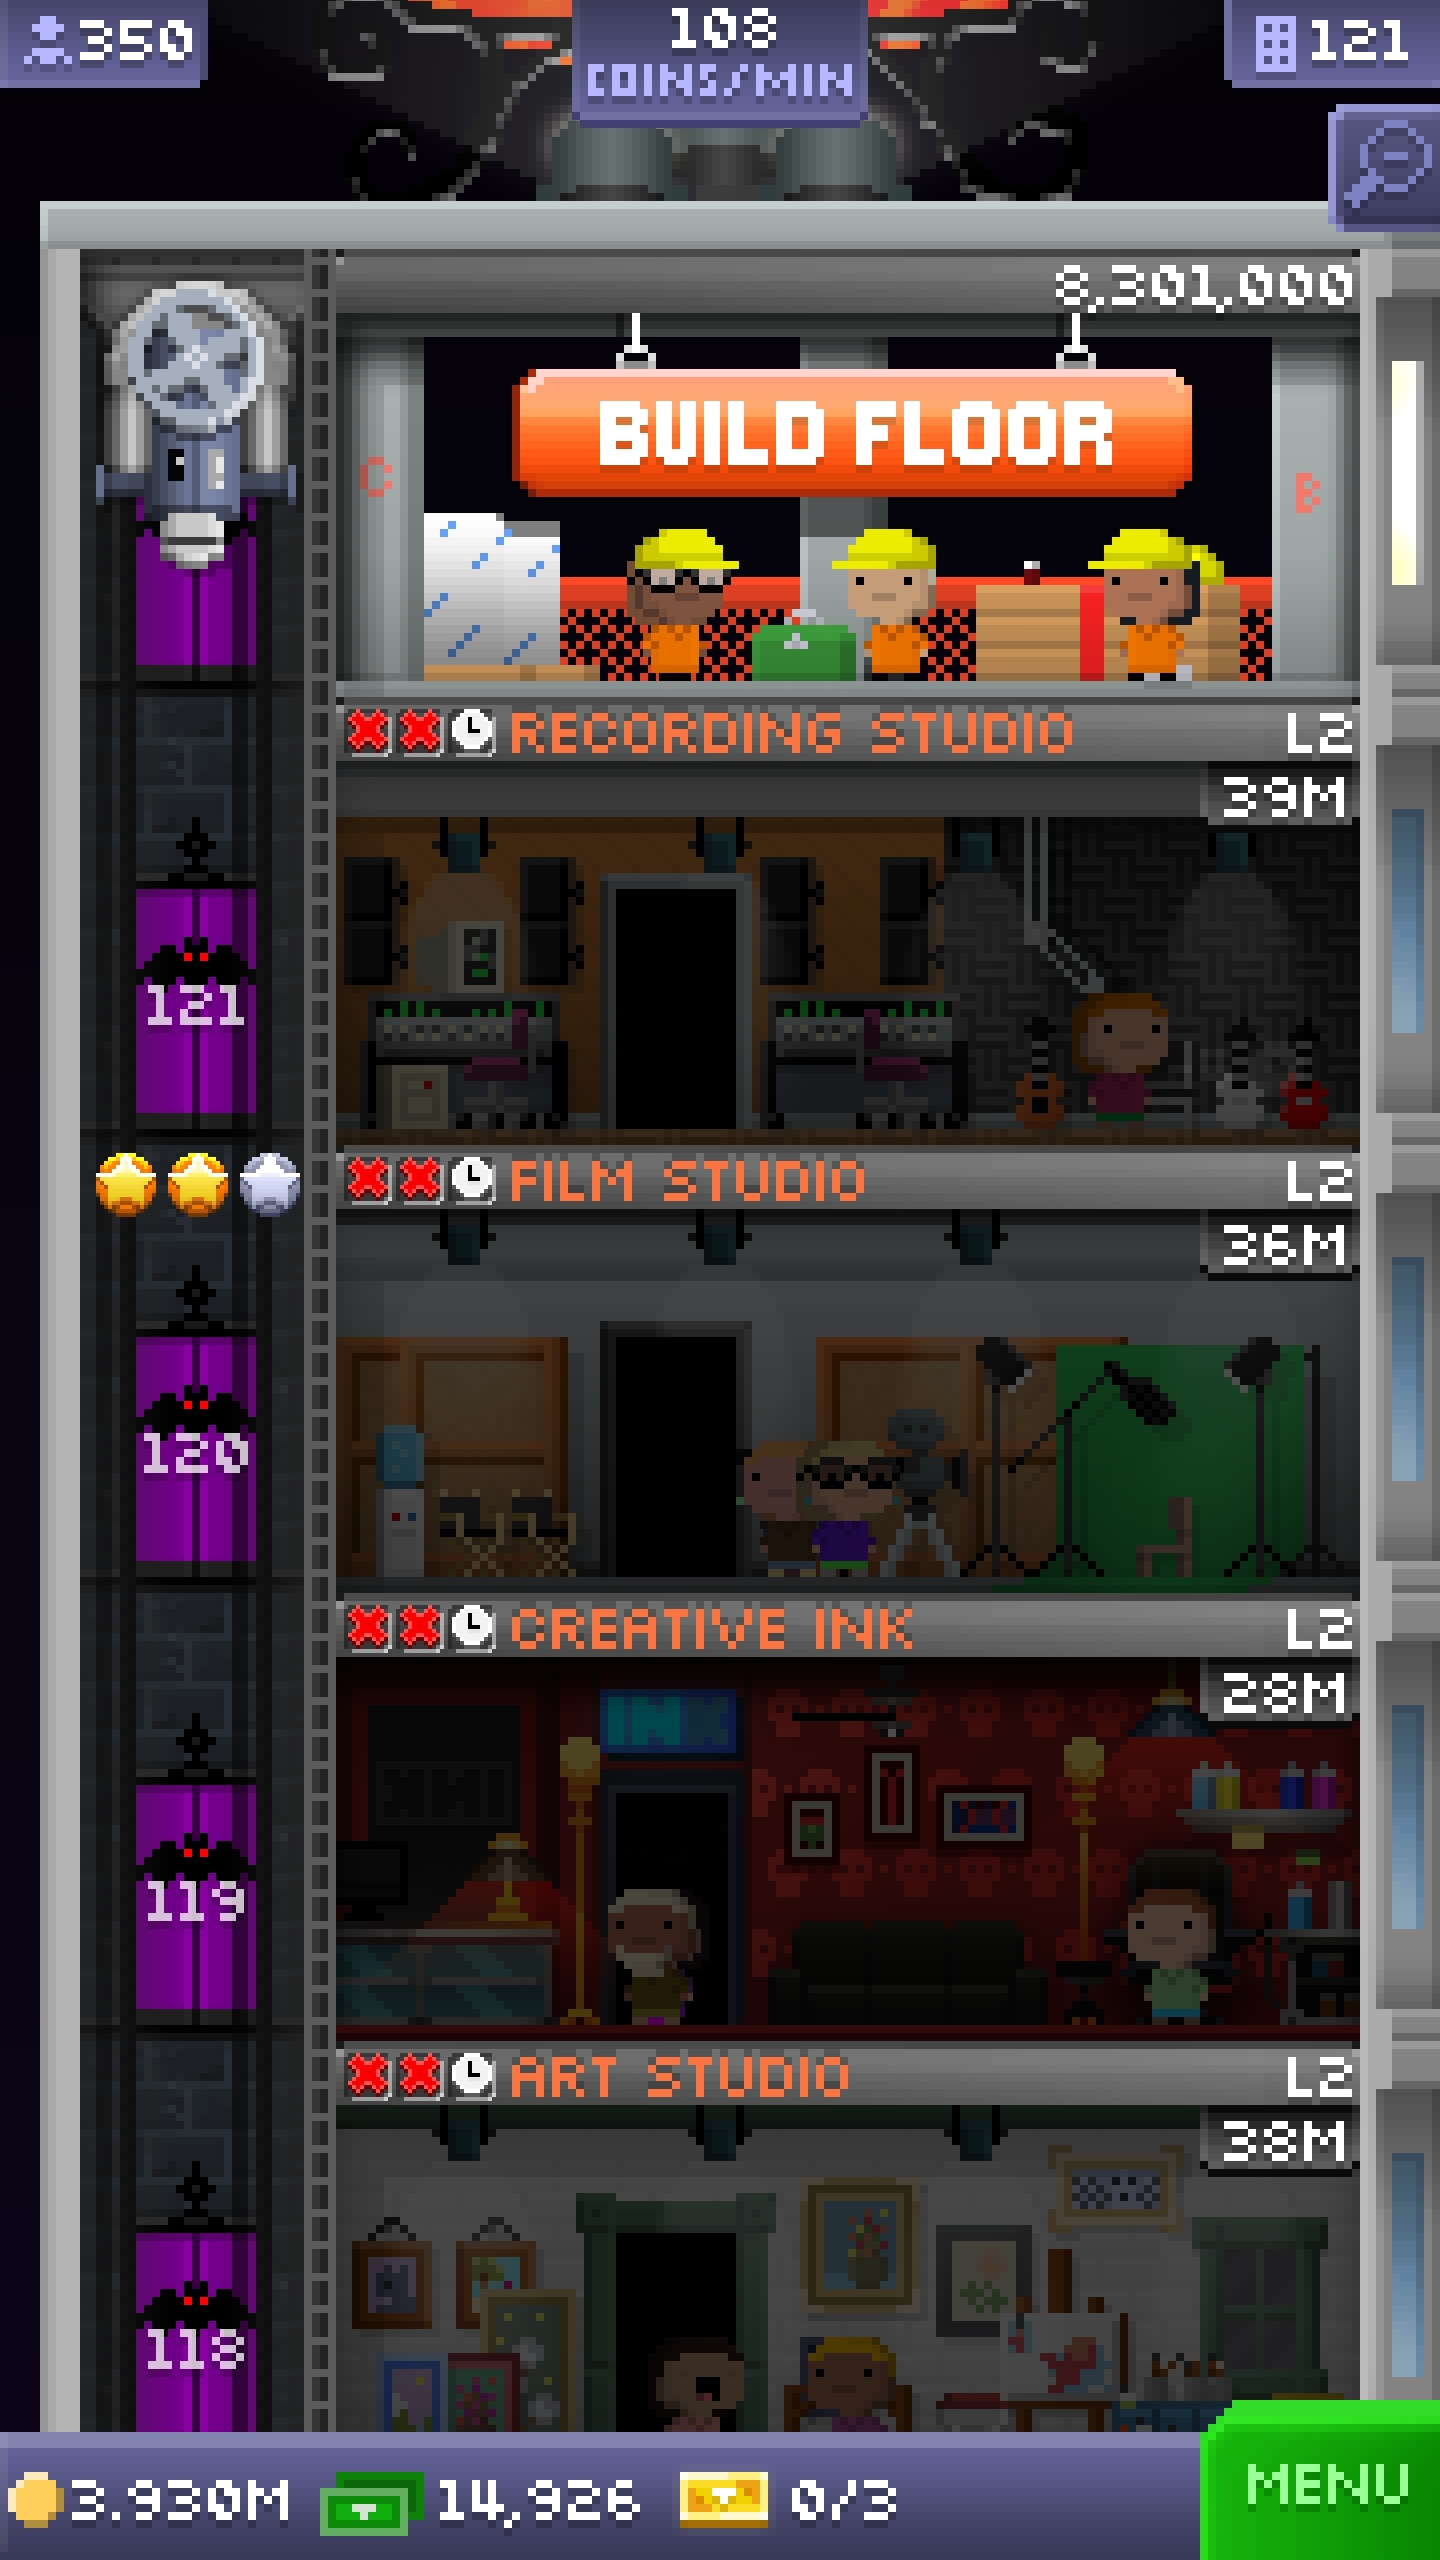 350
108
COINS/MIN
121
8,301,000
BUILD FLOOR
C
B
RECORDING STUDIO L2
39M
121
FILM STUDIO L2
36M
120
CREATIVE INK L2
28M
INK
119
ART STUDIO L2
38M
118
3.930M 14,926 0/3
MENU